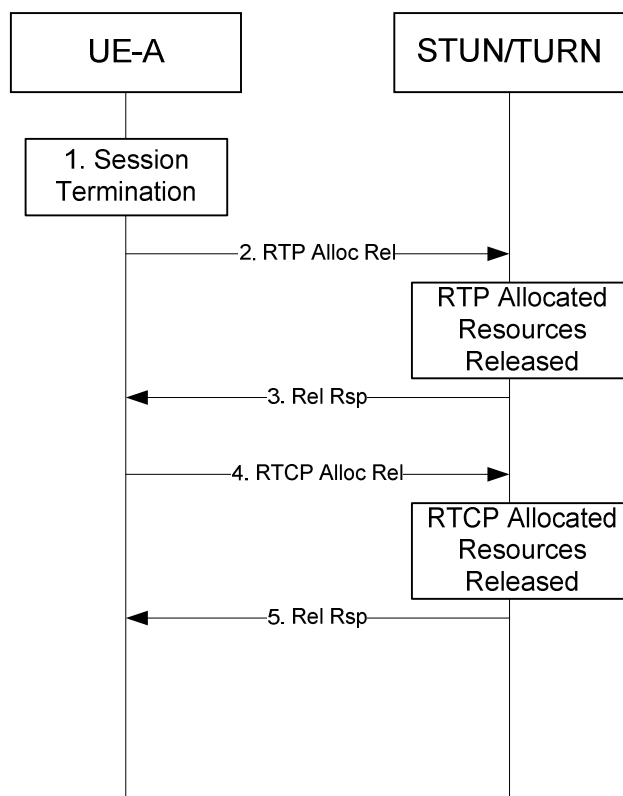 UE-A
STUN/TURN
1. Session
Termination
2. RTP Alloc Rel
RTP Allocated
Resources
Released
3. Rel Rsp
4. RTCP Alloc Rel
RTCP Allocated
Resources
Released
5. Rel Rsp